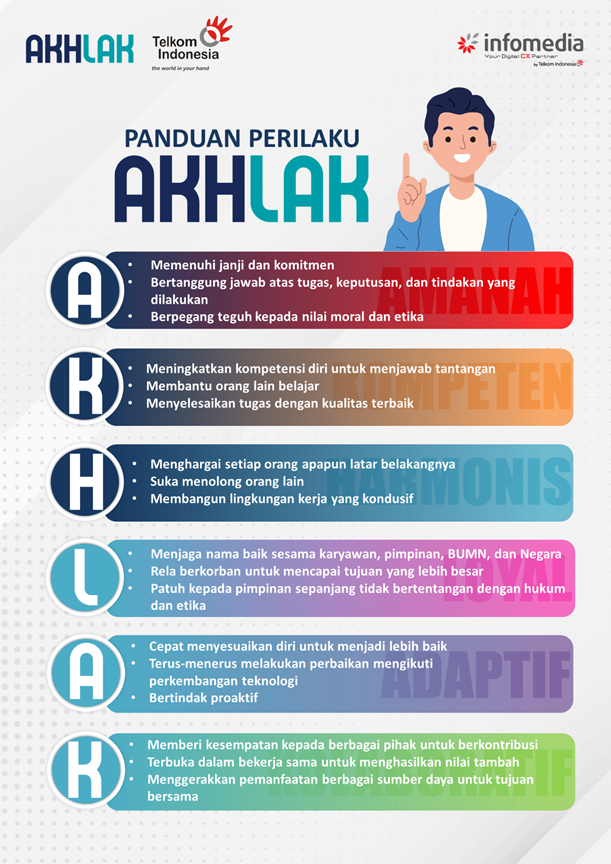 AKHLAK
Telkom
Indonesia
the world in your hand
infomedia
Your Digital CX Partner
by Telkom Indonesia
PANDUAN PERILAKU
AKHLAK
A
AMANAH
• Memenuhi janji dan komitmen
• Bertanggung jawab atas tugas, keputusan, dan tindakan yang
dilakukan
• Berpegang teguh kepada nilai moral dan etika
K
KOMPETEN
• Meningkatkan kompetensi diri untuk menjawab tantangan
• Membantu orang lain belajar
• Menyelesaikan tugas dengan kualitas terbaik
H
HARMONIS
• Menghargai setiap orang apapun latar belakangnya
• Suka menolong orang lain
• Membangun lingkungan kerja yang kondusif
L
LOYAL
• Menjaga nama baik sesama karyawan, pimpinan, BUMN, dan Negara
• Rela berkorban untuk mencapai tujuan yang lebih besar
• Patuh kepada pimpinan sepanjang tidak bertentangan dengan hukum
dan etika
A
ADAPTIF
• Cepat menyesuaikan diri untuk menjadi lebih baik
• Terus-menerus melakukan perbaikan mengikuti
perkembangan teknologi
• Bertindak proaktif
K
KOLABORATIF
• Memberi kesempatan kepada berbagai pihak untuk berkontribusi
• Terbuka dalam bekerja sama untuk menghasilkan nilai tambah
• Menggerakkan pemanfaatan berbagai sumber daya untuk tujuan
bersama